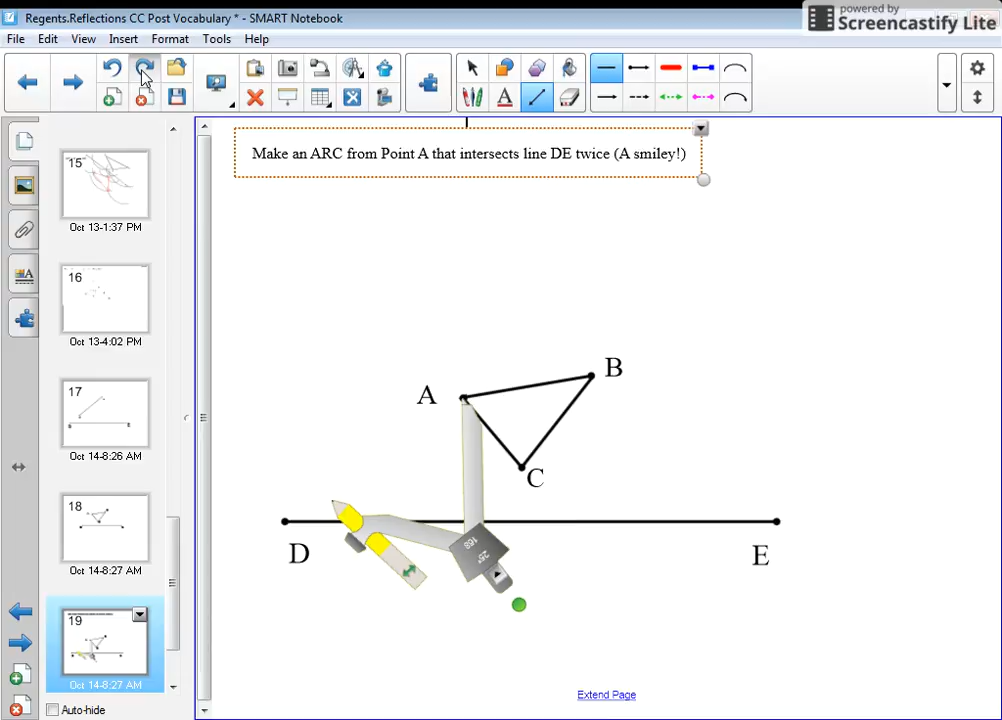 Regents.Reflections CC Post Vocabulary * - SMART Notebook
powered by
Screencastify Lite
File Edit View Insert Format Tools Help
Make an ARC from Point A that intersects line DE twice (A smiley!)
15
Oct 13-1:37 PM
16
Oct 13-4:02 PM
17
Oct 14-8:26 AM
18
Oct 14-8:27 AM
19
Oct 14-8:27 AM
Auto-hide
A
B
C
D
E
Extend Page